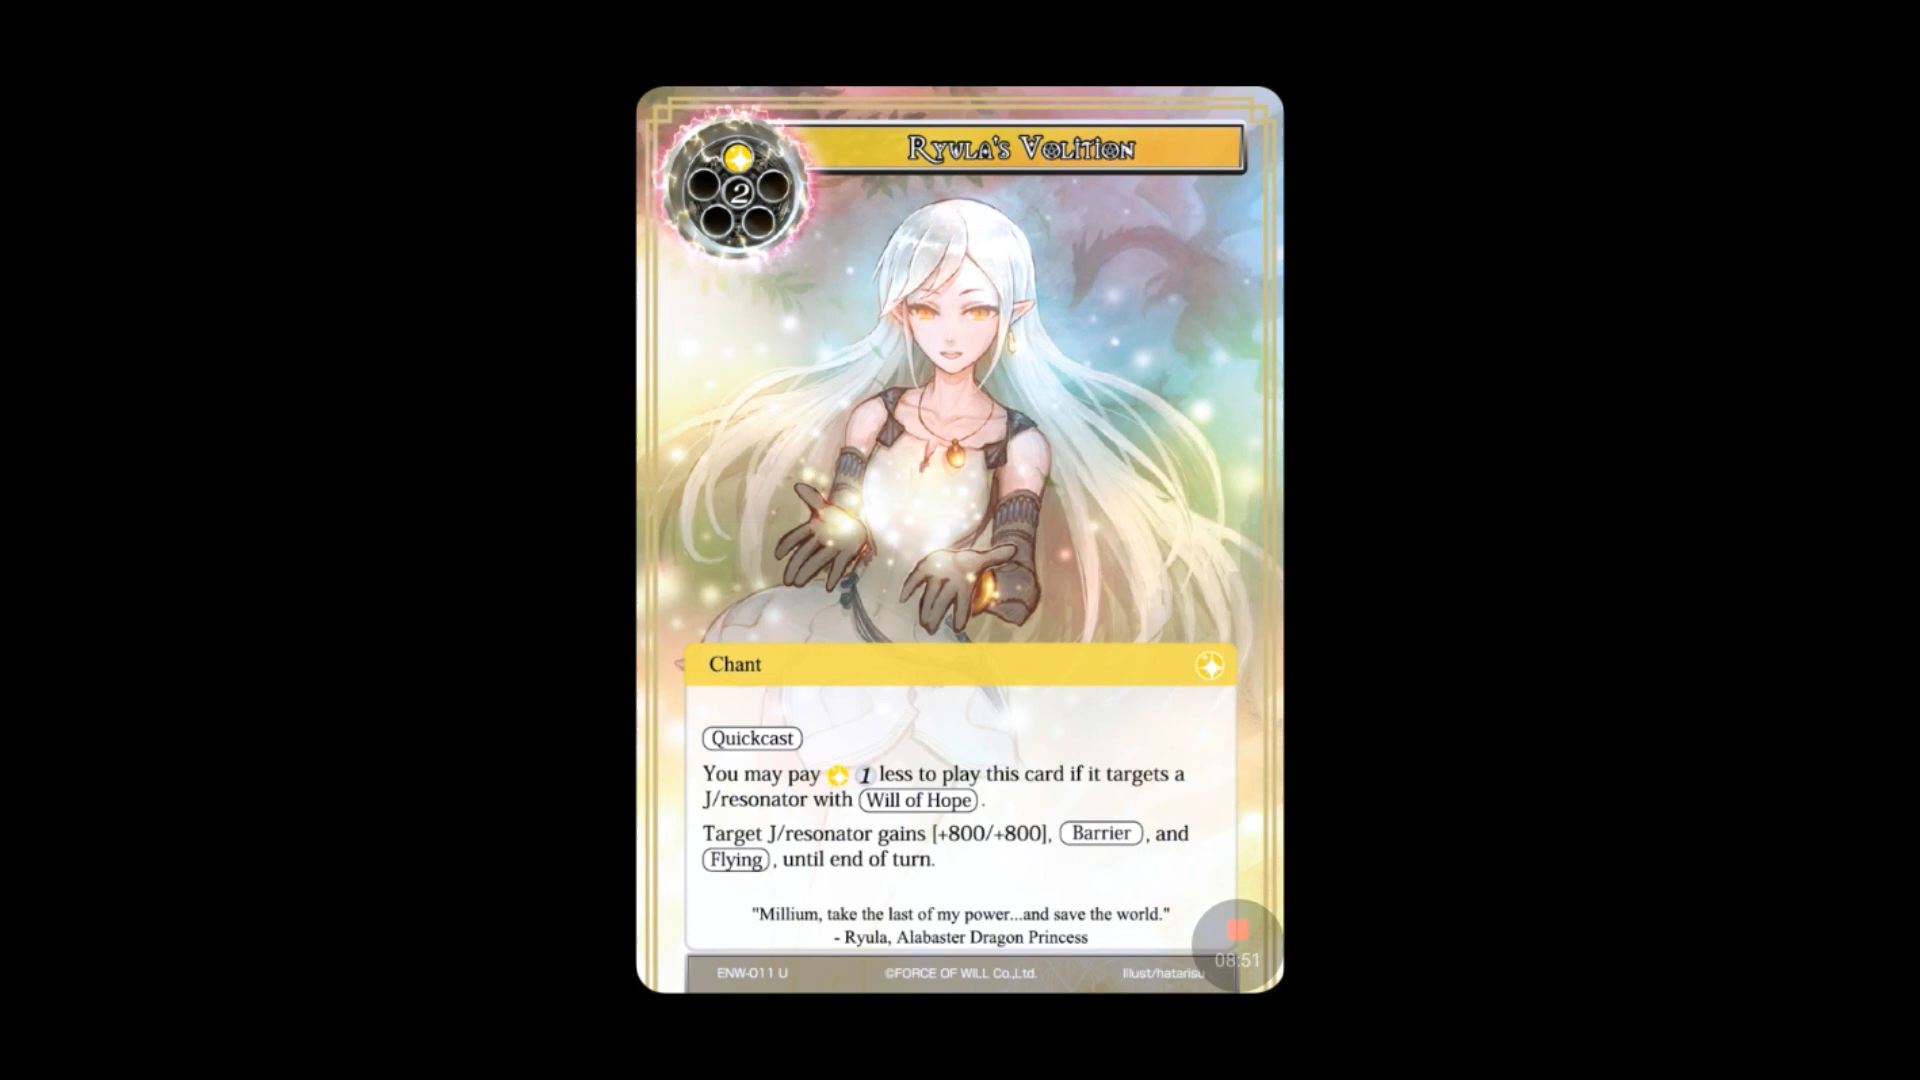 Ryula's Volition
2
Chant
Quickcast
You may pay 1 less to play this card if it targets a
J/resonator with Will of Hope.
Target J/resonator gains [+800/+800], Barrier, and
Flying, until end of turn.
"Millium, take the last of my power...and save the world."
- Ryula, Alabaster Dragon Princess
ENW-011 U ©FORCE OF WILL Co.,Ltd. Illust/hatarisu
08:51